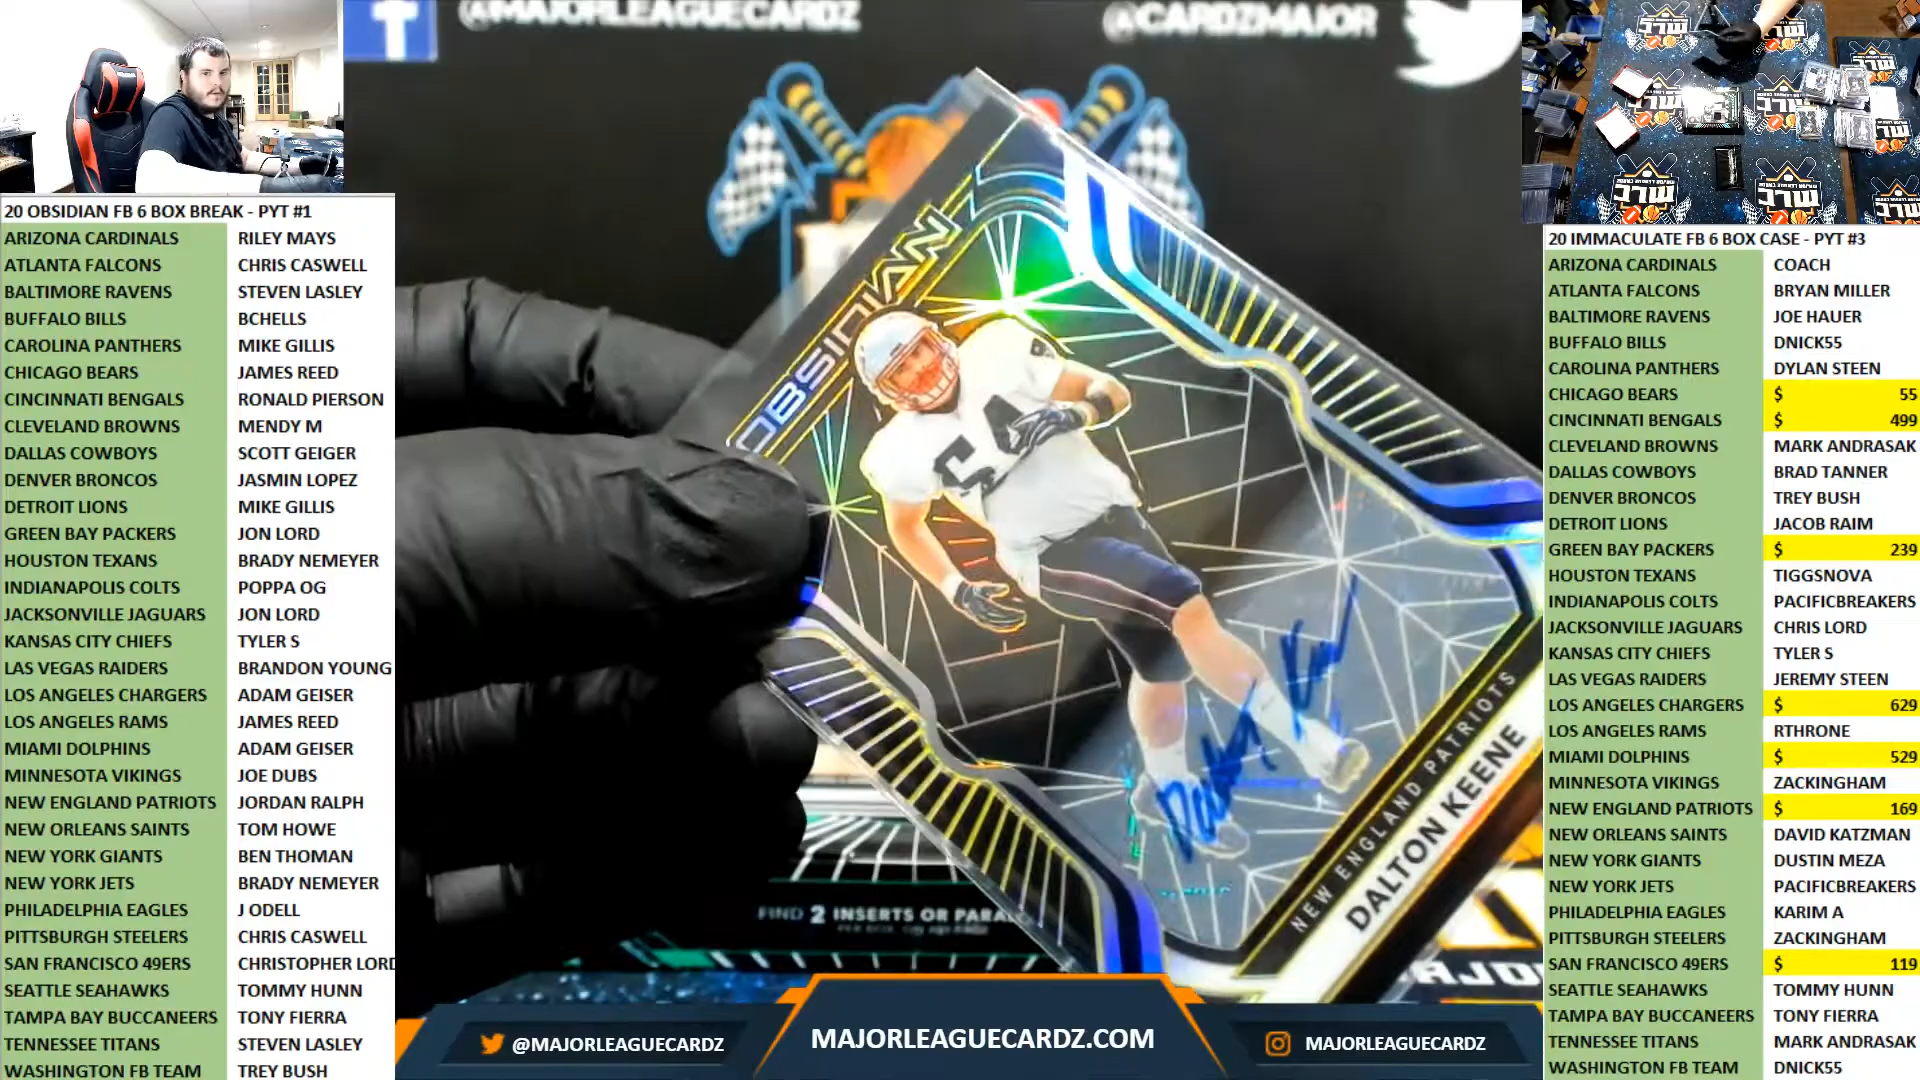 @MAJORLEAGUECARDZ
@CARDZMAJOR
20 OBSIDIAN FB 6 BOX BREAK - PYT #1
ARIZONA CARDINALS RILEY MAYS
ATLANTA FALCONS CHRIS CASWELL
BALTIMORE RAVENS STEVEN LASLEY
BUFFALO BILLS BCHELLS
CAROLINA PANTHERS MIKE GILLIS
CHICAGO BEARS JAMES REED
CINCINNATI BENGALS RONALD PIERSON
CLEVELAND BROWNS MENDY M
DALLAS COWBOYS SCOTT GEIGER
DENVER BRONCOS JASMIN LOPEZ
DETROIT LIONS MIKE GILLIS
GREEN BAY PACKERS JON LORD
HOUSTON TEXANS BRADY NEMEYER
INDIANAPOLIS COLTS POPPA OG
JACKSONVILLE JAGUARS JON LORD
KANSAS CITY CHIEFS TYLER S
LAS VEGAS RAIDERS BRANDON YOUNG
LOS ANGELES CHARGERS ADAM GEISER
LOS ANGELES RAMS JAMES REED
MIAMI DOLPHINS ADAM GEISER
MINNESOTA VIKINGS JOE DUBS
NEW ENGLAND PATRIOTS JORDAN RALPH
NEW ORLEANS SAINTS TOM HOWE
NEW YORK GIANTS BEN THOMAN
NEW YORK JETS BRADY NEMEYER
PHILADELPHIA EAGLES J ODELL
PITTSBURGH STEELERS CHRIS CASWELL
SAN FRANCISCO 49ERS CHRISTOPHER LORD
SEATTLE SEAHAWKS TOMMY HUNN
TAMPA BAY BUCCANEERS TONY FIERRA
TENNESSEE TITANS STEVEN LASLEY
WASHINGTON FB TEAM TREY BUSH
OBSIDIAN
54
NEW ENGLAND PATRIOTS
DALTON KEENE
FIND 2 INSERTS OR PARA
@MAJORLEAGUECARDZ
MAJORLEAGUECARDZ.COM
MAJORLEAGUECARDZ
20 IMMACULATE FB 6 BOX CASE - PYT #3
ARIZONA CARDINALS COACH
ATLANTA FALCONS BRYAN MILLER
BALTIMORE RAVENS JOE HAUER
BUFFALO BILLS DNICK55
CAROLINA PANTHERS DYLAN STEEN
CHICAGO BEARS $ 55
CINCINNATI BENGALS $ 499
CLEVELAND BROWNS MARK ANDRASAK
DALLAS COWBOYS BRAD TANNER
DENVER BRONCOS TREY BUSH
DETROIT LIONS JACOB RAIM
GREEN BAY PACKERS $ 239
HOUSTON TEXANS TIGGSNOVA
INDIANAPOLIS COLTS PACIFICBREAKERS
JACKSONVILLE JAGUARS CHRIS LORD
KANSAS CITY CHIEFS TYLER S
LAS VEGAS RAIDERS JEREMY STEEN
LOS ANGELES CHARGERS $ 629
LOS ANGELES RAMS RTHRONE
MIAMI DOLPHINS $ 529
MINNESOTA VIKINGS ZACKINGHAM
NEW ENGLAND PATRIOTS $ 169
NEW ORLEANS SAINTS DAVID KATZMAN
NEW YORK GIANTS DUSTIN MEZA
NEW YORK JETS PACIFICBREAKERS
PHILADELPHIA EAGLES KARIM A
PITTSBURGH STEELERS ZACKINGHAM
SAN FRANCISCO 49ERS $ 119
SEATTLE SEAHAWKS TOMMY HUNN
TAMPA BAY BUCCANEERS TONY FIERRA
TENNESSEE TITANS MARK ANDRASAK
WASHINGTON FB TEAM DNICK55